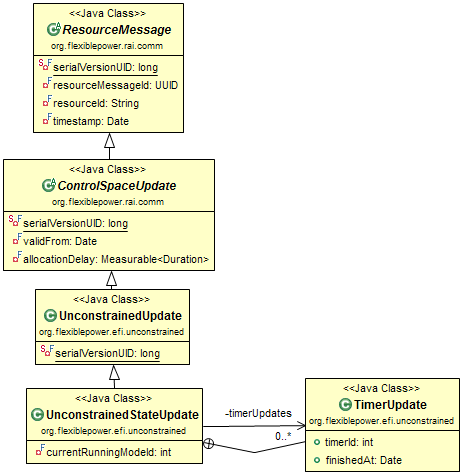 <<Java Class>>
ResourceMessage
org.flexiblepower.rai.comm
serialVersionUID: long
resourceMessageId: UUID
resourceId: String
timestamp: Date
<<Java Class>>
ControlSpaceUpdate
org.flexiblepower.rai.comm
serialVersionUID: long
validFrom: Date
allocationDelay: Measurable<Duration>
<<Java Class>>
UnconstrainedUpdate
org.flexiblepower.efi.unconstrained
serialVersionUID: long
<<Java Class>>
UnconstrainedStateUpdate
org.flexiblepower.efi.unconstrained
currentRunningModeId: int
-timerUpdates
0..*
<<Java Class>>
TimerUpdate
org.flexiblepower.efi.unconstrained
timerId: int
finishedAt: Date